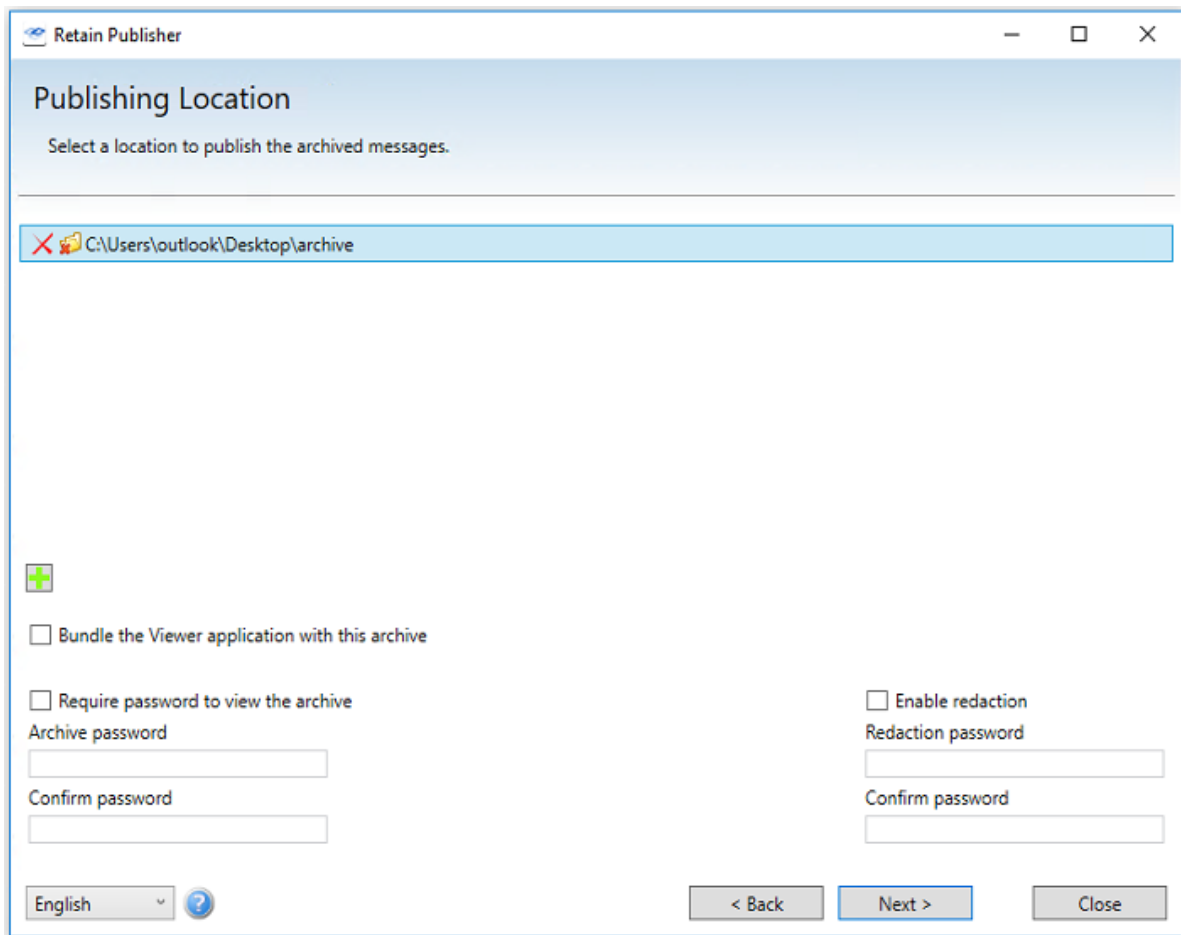 Retain Publisher
Publishing Location
Select a location to publish the archived messages.
C:\Users\outlook\Desktop\archive
Bundle the Viewer application with this archive
Require password to view the archive
Enable redaction
Archive password
Redaction password
Confirm password
Confirm password
English
?
< Back
Next >
Close